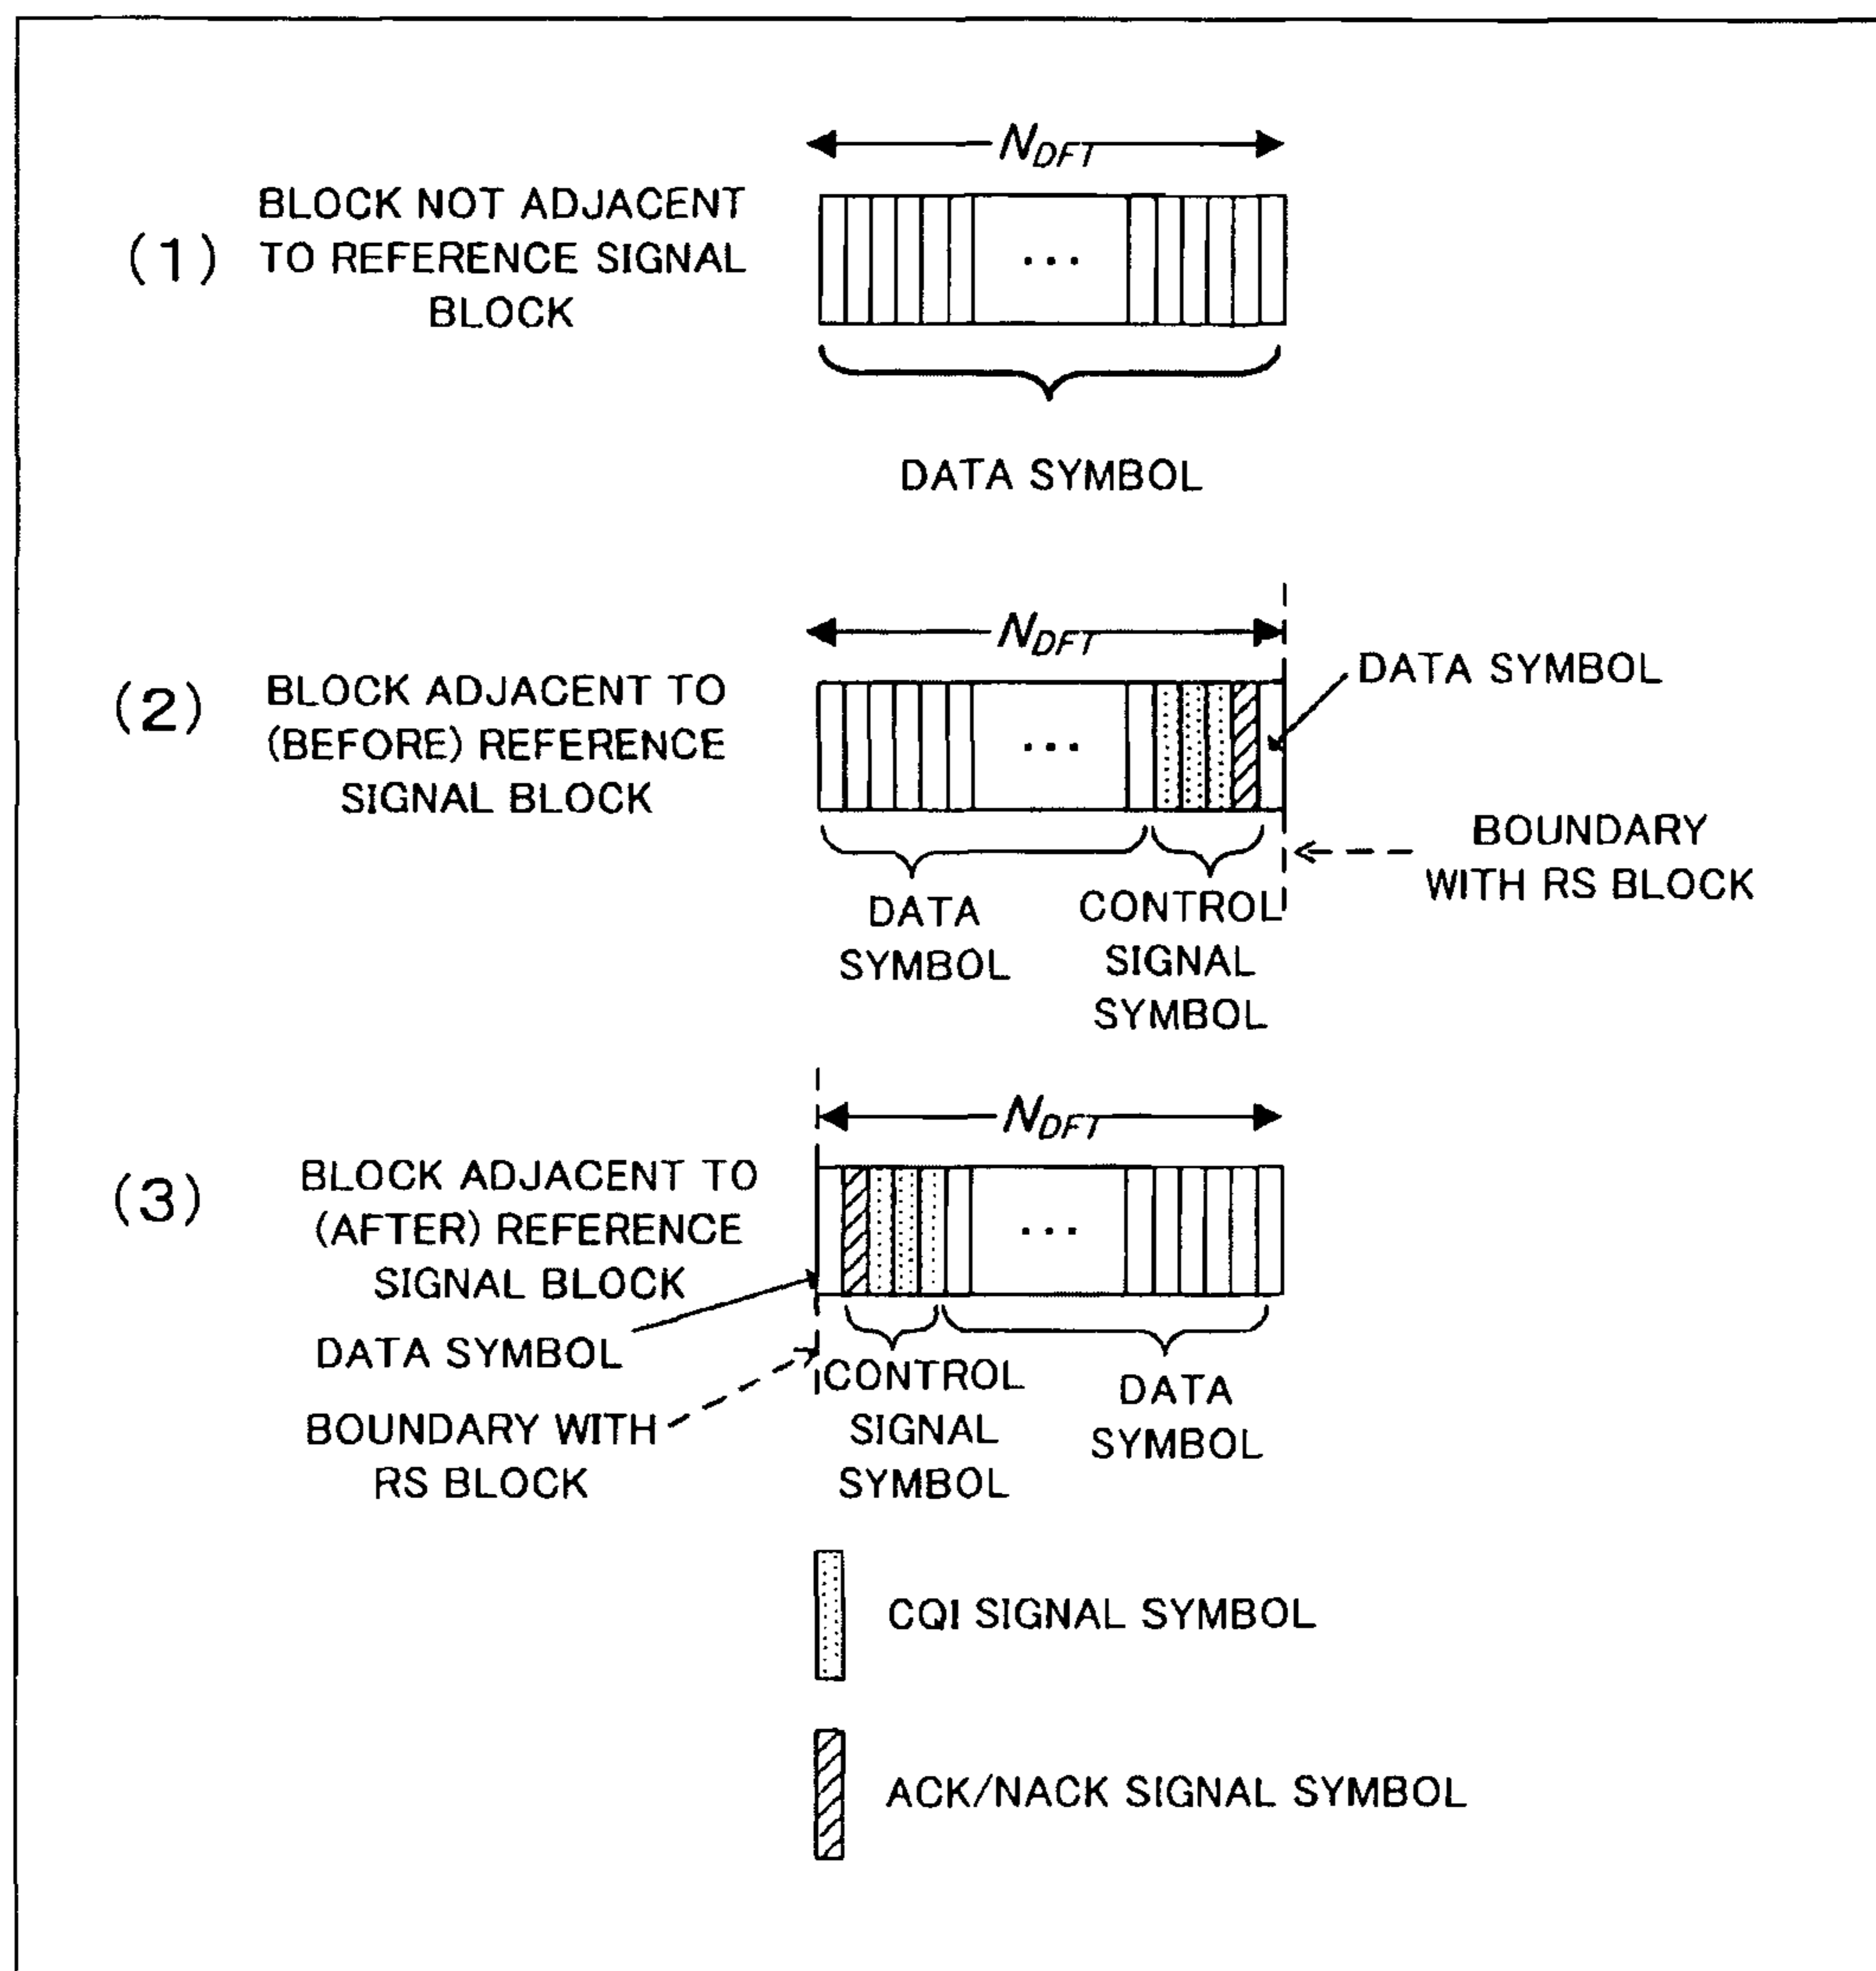 N_DFT
(1) BLOCK NOT ADJACENT
TO REFERENCE SIGNAL
BLOCK
...
DATA SYMBOL
N_DFT
(2) BLOCK ADJACENT TO
(BEFORE) REFERENCE
SIGNAL BLOCK
...
DATA SYMBOL
BOUNDARY
WITH RS BLOCK
DATA
SYMBOL
CONTROL
SIGNAL
SYMBOL
N_DFT
(3) BLOCK ADJACENT TO
(AFTER) REFERENCE
SIGNAL BLOCK
...
DATA SYMBOL
BOUNDARY WITH
RS BLOCK
CONTROL
SIGNAL
SYMBOL
DATA
SYMBOL
CQI SIGNAL SYMBOL
ACK/NACK SIGNAL SYMBOL